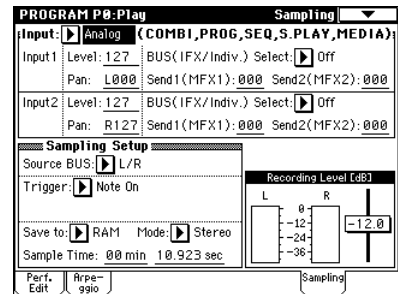 PROGRAM P0:Play Sampling
Input: Analog (COMBI,PROG,SEQ,S.PLAY,MEDIA):
Input1 Level: 127 BUS(IFX/Indiv.) Select: Off
Pan: L000 Send1(MFX1): 000 Send2(MFX2): 000
Input2 Level: 127 BUS(IFX/Indiv.) Select: Off
Pan: R127 Send1(MFX1): 000 Send2(MFX2): 000
Sampling Setup
Source BUS: L/R
Trigger: Note On
Save to: RAM Mode: Stereo
Sample Time: 00 min 10.923 sec
Recording Level [dB]
L R
0
-12
-24
-36
-12.0
Perf. Edit
Arpe-ggio
Sampling